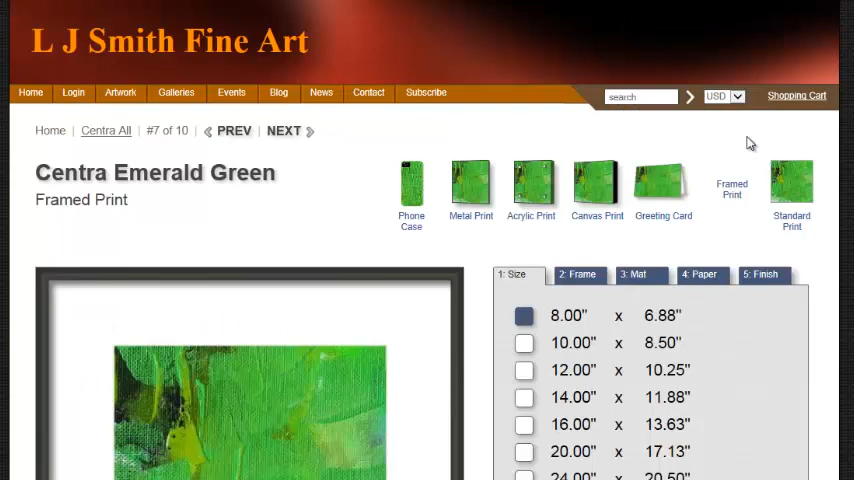 L J Smith Fine Art
Home Login Artwork Galleries Events Blog News Contact Subscribe search USD Shopping Cart
Home | Centra All | #7 of 10 PREV | NEXT
Centra Emerald Green
Framed Print
Phone Case
Metal Print
Acrylic Print
Canvas Print
Greeting Card
Framed Print
Standard Print
1: Size 2: Frame 3: Mat 4: Paper 5: Finish
8.00" x 6.88"
10.00" x 8.50"
12.00" x 10.25"
14.00" x 11.88"
16.00" x 13.63"
20.00" x 17.13"
24.00" x 20.50"